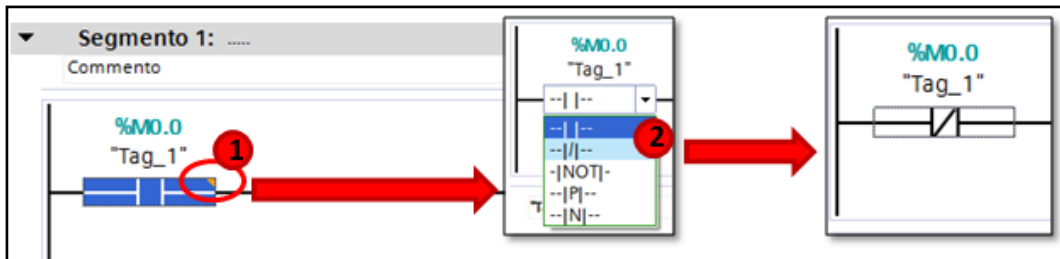 Segmento 1: .....
Commento
%M0.0
"Tag_1"
1
%M0.0
"Tag_1"
--| |--
--| |--
--|/|--
-|NOT|-
--|P|--
--|N|--
2
%M0.0
"Tag_1"